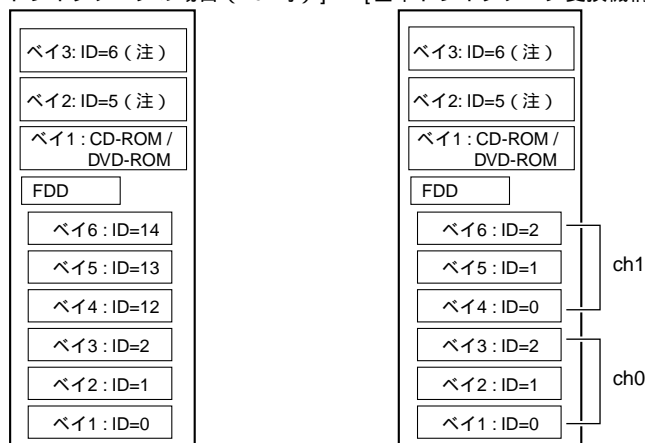 ベイ3: ID=6 ( 注 )
ベイ2: ID=5 ( 注 )
ベイ1 : CD-ROM /
DVD-ROM
FDD
ベイ6 : ID=14
ベイ5 : ID=13
ベイ4 : ID=12
ベイ3 : ID=2
ベイ2 : ID=1
ベイ1 : ID=0
ベイ3: ID=6 ( 注 )
ベイ2: ID=5 ( 注 )
ベイ1 : CD-ROM /
DVD-ROM
FDD
ベイ6 : ID=2
ベイ5 : ID=1
ベイ4 : ID=0
ch1
ベイ3 : ID=2
ベイ2 : ID=1
ベイ1 : ID=0
ch0